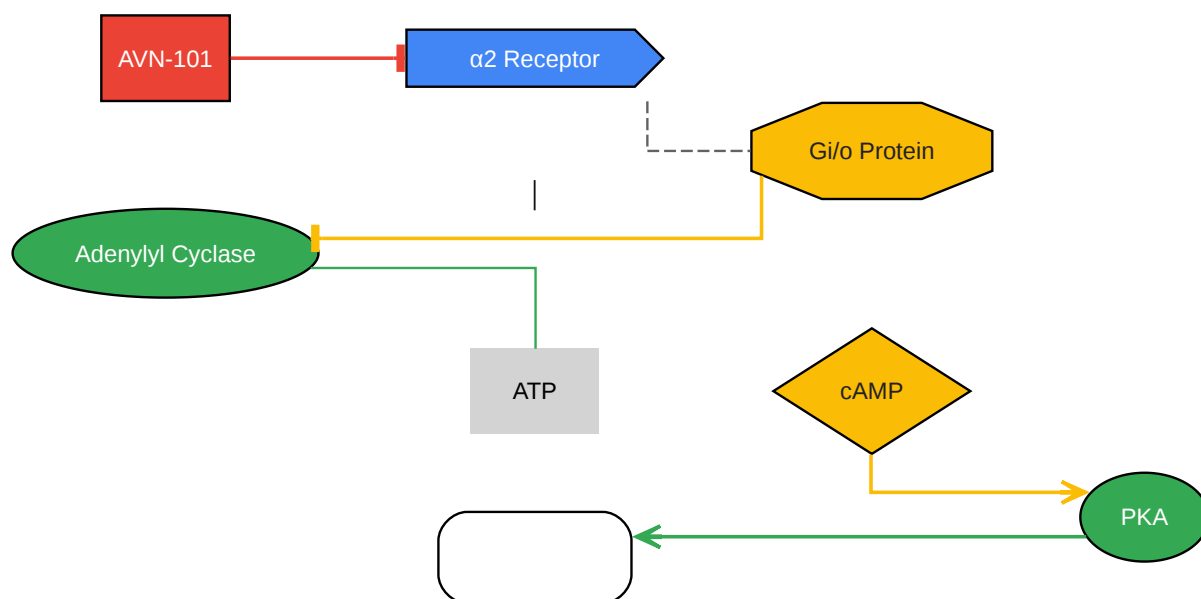 AVN-101
α2 Receptor
Gi/o Protein
Adenylyl Cyclase
ATP
cAMP
PKA